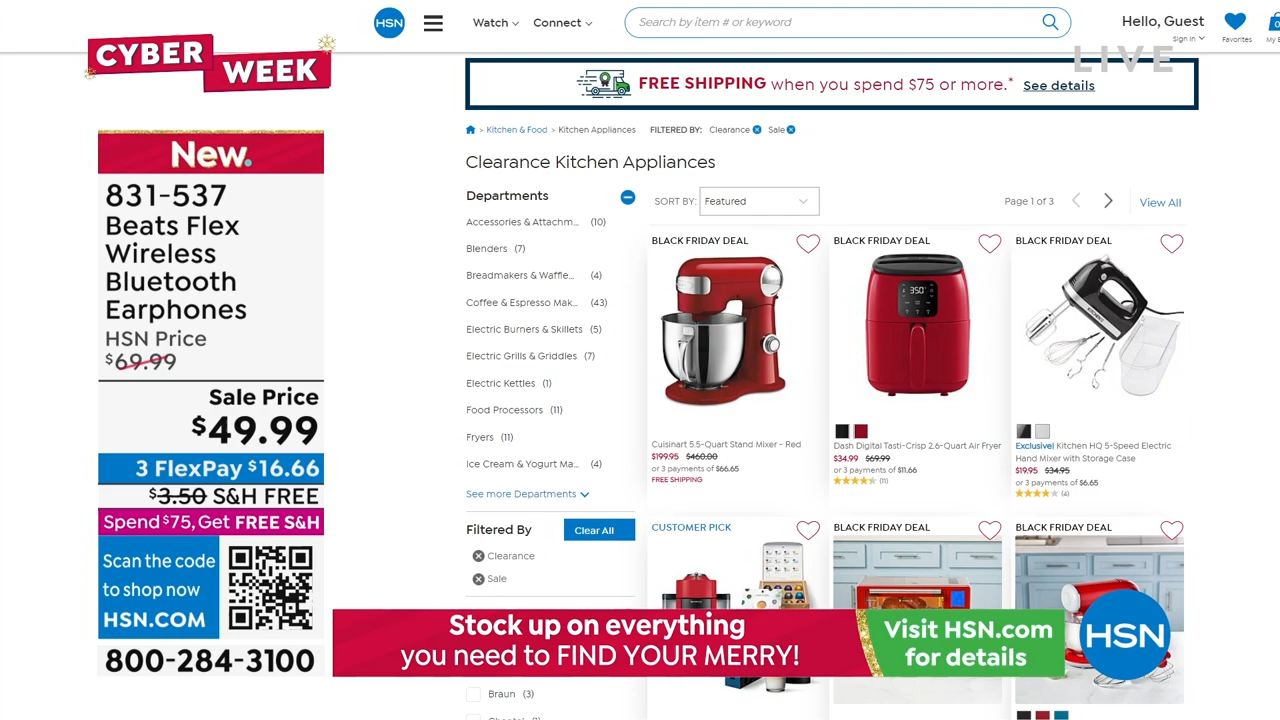 HSN
Watch
Connect
Search by item # or keyword
Hello, Guest
Sign In
Favorites
0
LIVE
CYBER
WEEK
FREE SHIPPING when you spend $75 or more.* See details
> Kitchen & Food > Kitchen Appliances FILTERED BY: Clearance Sale
Clearance Kitchen Appliances
New.
831-537
Beats Flex
Wireless
Bluetooth
Earphones
HSN Price
$69.99
Sale Price
$49.99
3 FlexPay $16.66
$3.50 S&H FREE
Spend $75, Get FREE S&H
Scan the code
to shop now
HSN.COM
800-284-3100
Departments
Accessories & Attachm... (10)
Blenders (7)
Breadmakers & Waffle... (4)
Coffee & Espresso Mak... (43)
Electric Burners & Skillets (5)
Electric Grills & Griddles (7)
Electric Kettles (1)
Food Processors (11)
Fryers (11)
Ice Cream & Yogurt Ma... (4)
See more Departments
Filtered By
Clear All
Clearance
Sale
Braun (3)
SORT BY: Featured
Page 1 of 3
View All
BLACK FRIDAY DEAL
Cuisinart 5.5-Quart Stand Mixer - Red
$199.95 $460.00
or 3 payments of $66.65
FREE SHIPPING
BLACK FRIDAY DEAL
350°
Dash Digital Tasti-Crisp 2.6-Quart Air Fryer
$34.99 $69.99
or 3 payments of $11.66
(11)
BLACK FRIDAY DEAL
Exclusive! Kitchen HQ 5-Speed Electric
Hand Mixer with Storage Case
$19.95 $34.95
or 3 payments of $6.65
(4)
CUSTOMER PICK
BLACK FRIDAY DEAL
BLACK FRIDAY DEAL
Stock up on everything
you need to FIND YOUR MERRY!
Visit HSN.com
for details
HSN